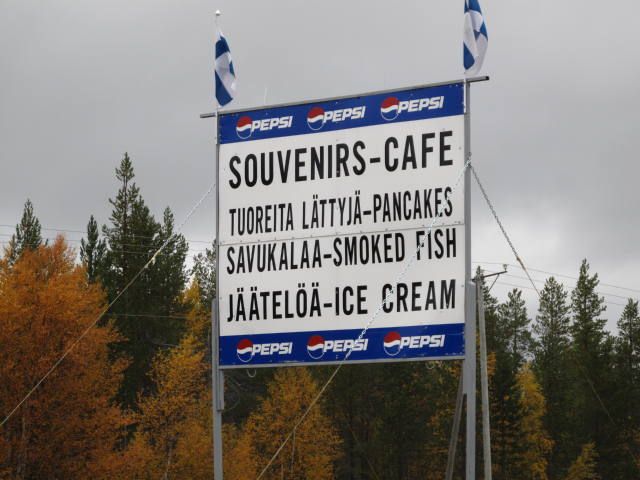 PEPSI PEPSI PEPSI
SOUVENIRS-CAFE
TUOREITA LÄTTYJÄ-PANCAKES
SAVUKALAA-SMOKED FISH
JÄÄTELÖÄ-ICE CREAM
PEPSI PEPSI PEPSI